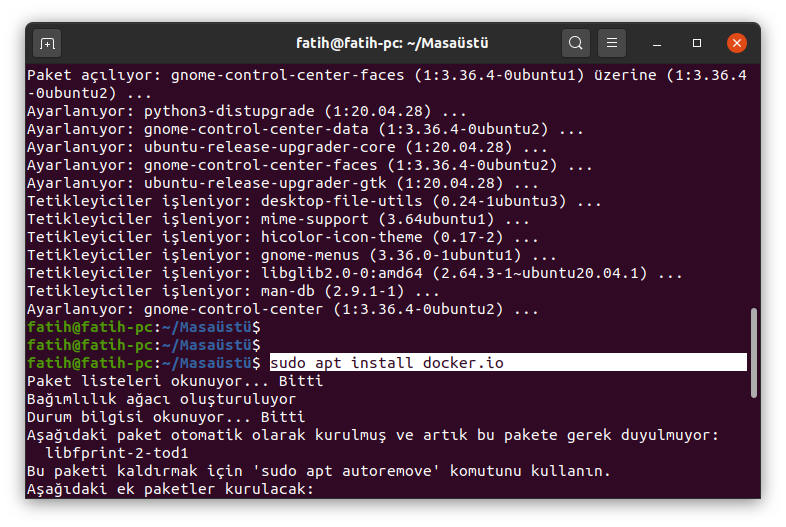 fatih@fatih-pc: ~/Masaüstü
Paket açılıyor: gnome-control-center-faces (1:3.36.4-0ubuntu1) üzerine (1:3.36.4
-0ubuntu2) ...
Ayarlanıyor: python3-distupgrade (1:20.04.28) ...
Ayarlanıyor: gnome-control-center-data (1:3.36.4-0ubuntu2) ...
Ayarlanıyor: ubuntu-release-upgrader-core (1:20.04.28) ...
Ayarlanıyor: gnome-control-center-faces (1:3.36.4-0ubuntu2) ...
Ayarlanıyor: ubuntu-release-upgrader-gtk (1:20.04.28) ...
Tetikleyiciler işleniyor: desktop-file-utils (0.24-1ubuntu3) ...
Tetikleyiciler işleniyor: mime-support (3.64ubuntu1) ...
Tetikleyiciler işleniyor: hicolor-icon-theme (0.17-2) ...
Tetikleyiciler işleniyor: gnome-menus (3.36.0-1ubuntu1) ...
Tetikleyiciler işleniyor: libglib2.0-0:amd64 (2.64.3-1~ubuntu20.04.1) ...
Tetikleyiciler işleniyor: man-db (2.9.1-1) ...
Ayarlanıyor: gnome-control-center (1:3.36.4-0ubuntu2) ...
fatih@fatih-pc:~/Masaüstü$
fatih@fatih-pc:~/Masaüstü$
fatih@fatih-pc:~/Masaüstü$ sudo apt install docker.io
Paket listeleri okunuyor... Bitti
Bağımlılık ağacı oluşturuluyor
Durum bilgisi okunuyor... Bitti
Aşağıdaki paket otomatik olarak kurulmuş ve artık bu pakete gerek duyulmuyor:
  libfprint-2-tod1
Bu paketi kaldırmak için 'sudo apt autoremove' komutunu kullanın.
Aşağıdaki ek paketler kurulacak: